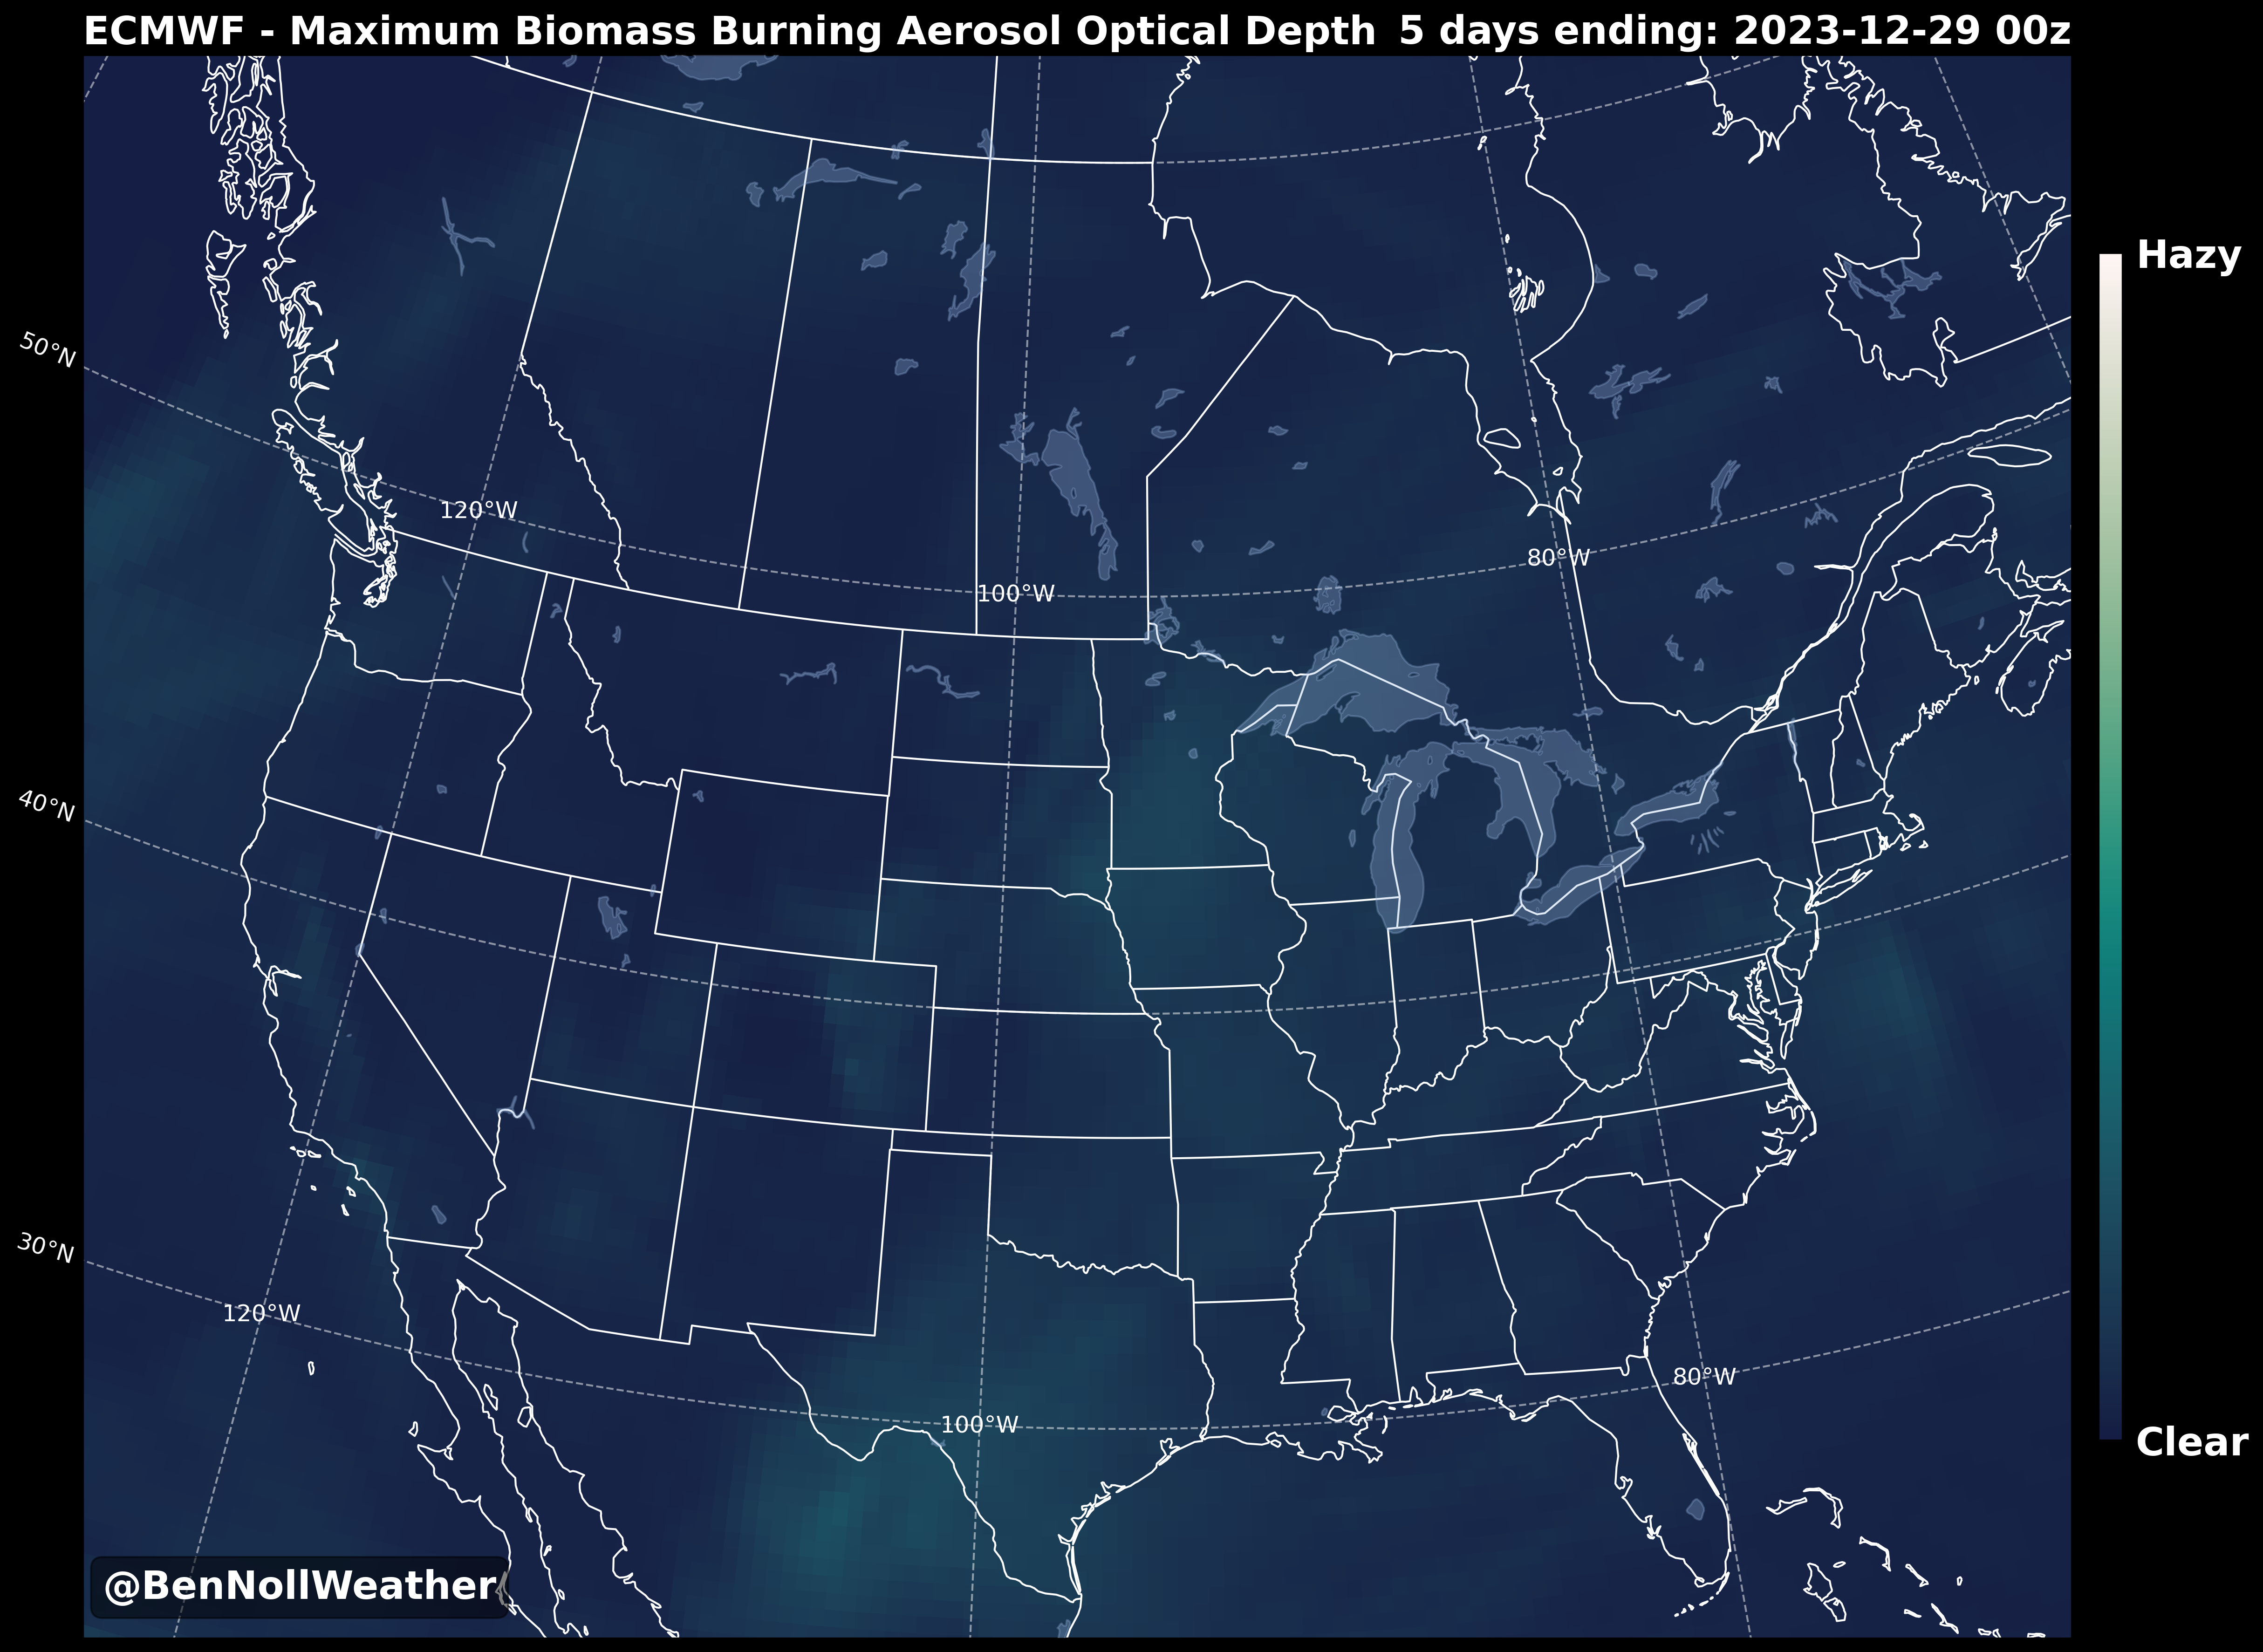 ECMWF - Maximum Biomass Burning Aerosol Optical Depth 5 days ending: 2023-12-29 00z
Hazy
50°N
120°W
80°W
100°W
40°N
30°N
120°W
80°W
100°W
Clear
@BenNollWeather